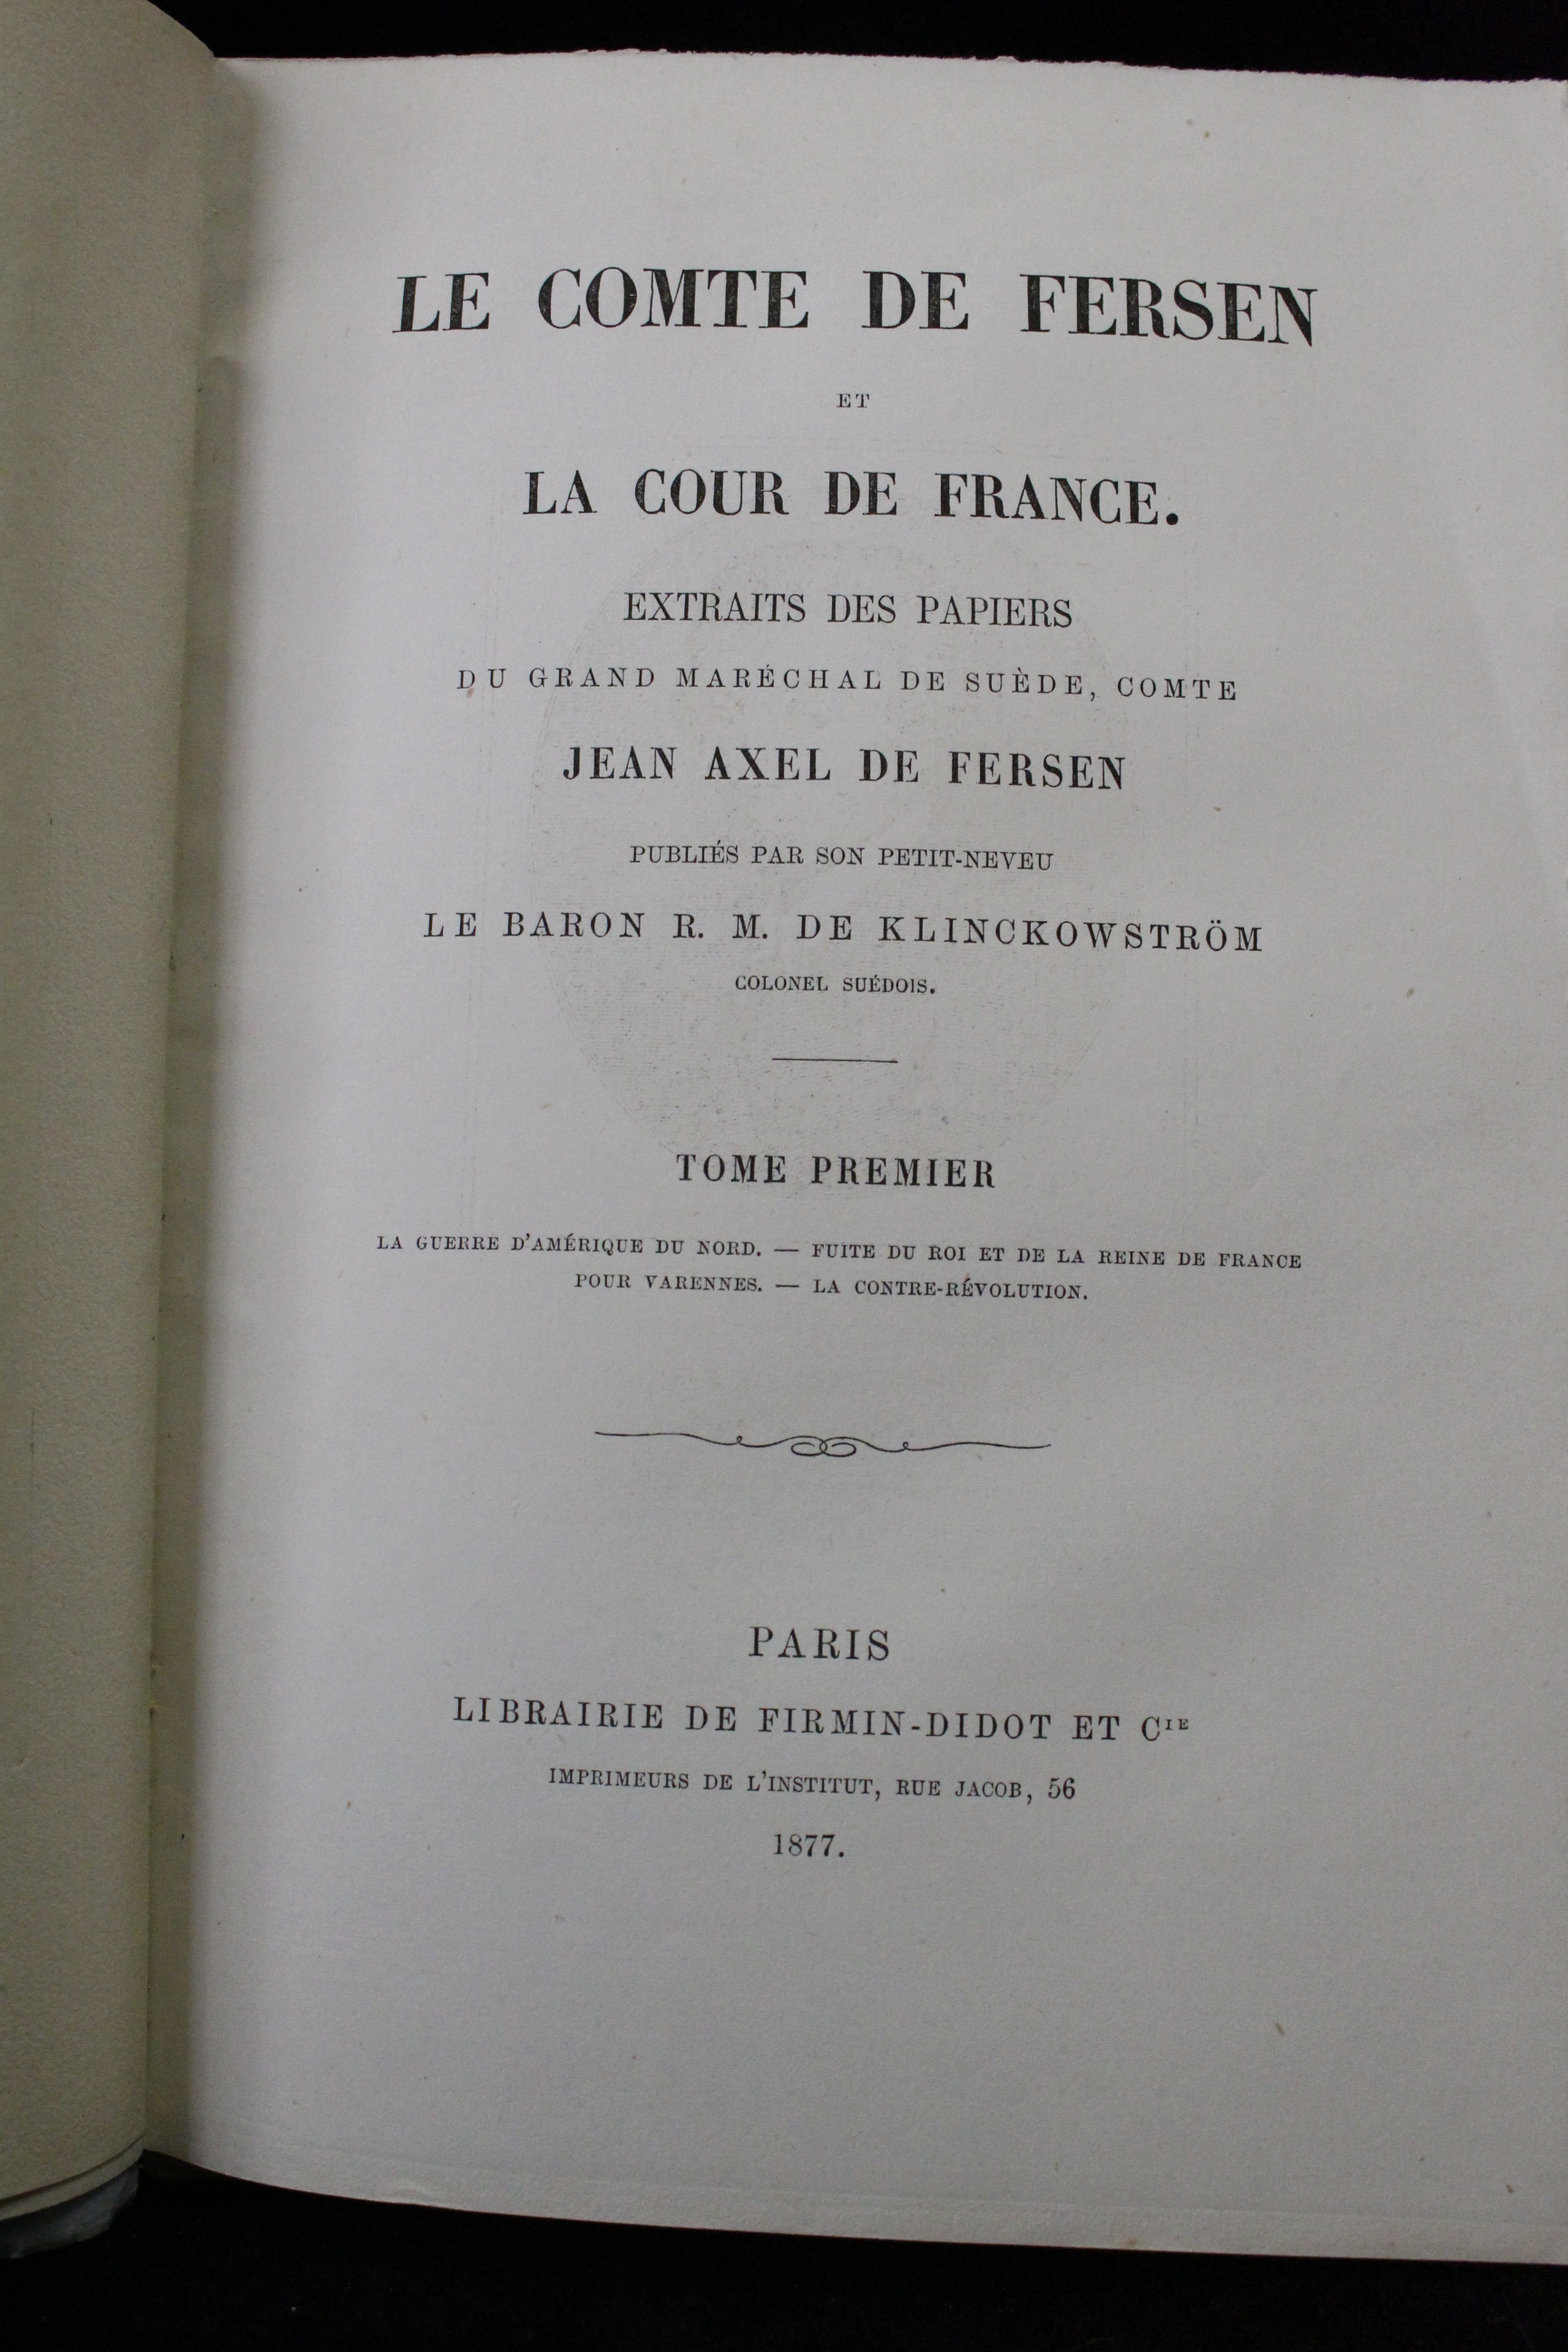 LE COMTE DE FERSEN
ET
LA COUR DE FRANCE.
EXTRAITS DES PAPIERS
DU GRAND MARÉCHAL DE SUÈDE, COMTE
JEAN AXEL DE FERSEN
PUBLIÉS PAR SON PETIT-NEVEU
LE BARON R. M. DE KLINCKOWSTRÖM
COLONEL SUÉDOIS.
TOME PREMIER
LA GUERRE D'AMÉRIQUE DU NORD. — FUITE DU ROI ET DE LA REINE DE FRANCE
POUR VARENNES. — LA CONTRE-RÉVOLUTION.
PARIS
LIBRAIRIE DE FIRMIN-DIDOT ET CIE
IMPRIMEURS DE L'INSTITUT, RUE JACOB, 56
1877.